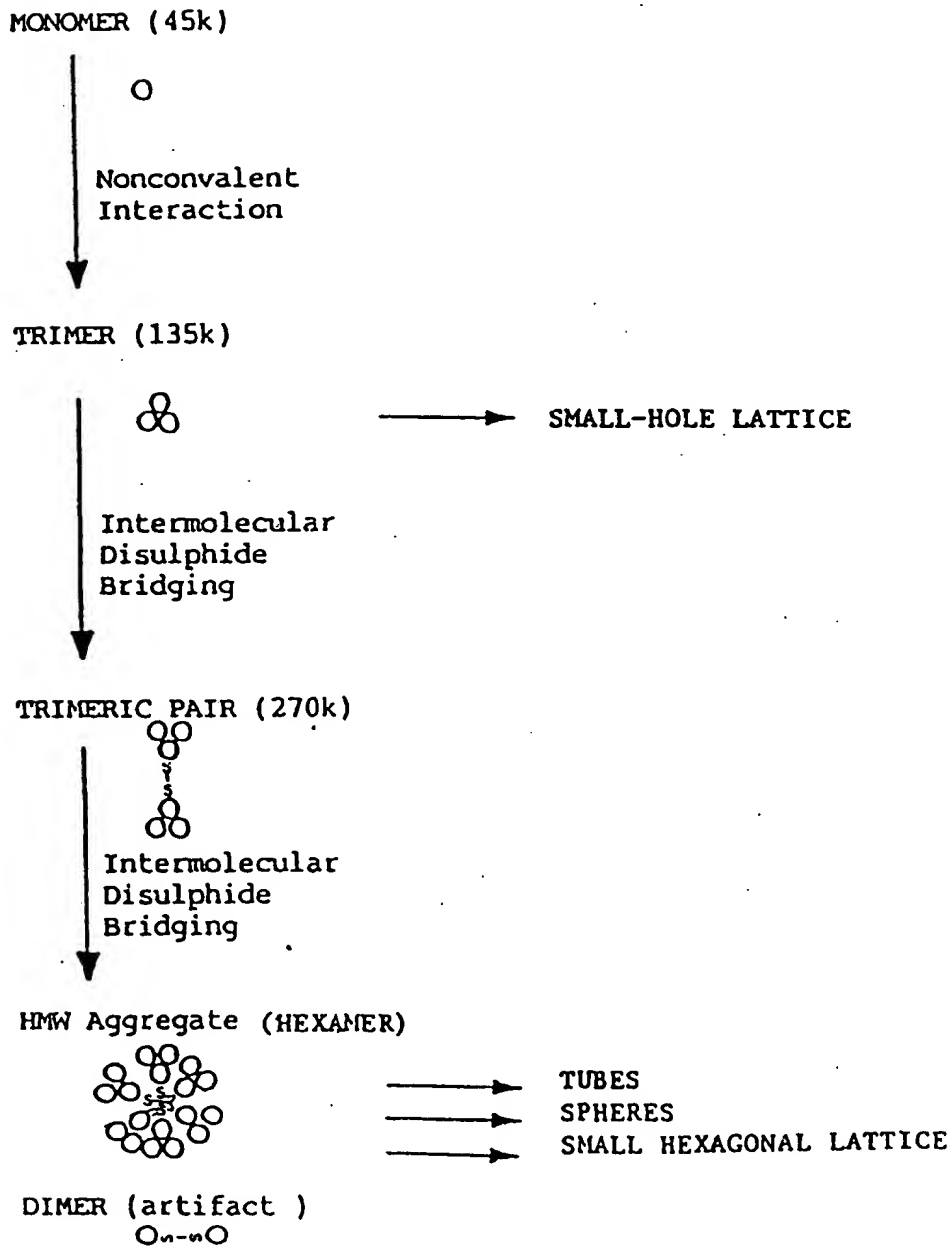 MONOMER (45k)
Nonconvalent
Interaction
TRIMER (135k)
SMALL-HOLE LATTICE
Intermolecular
Disulphide
Bridging
TRIMERIC PAIR (270k)
S
S
Intermolecular
Disulphide
Bridging
HMW Aggregate (HEXAMER)
TUBES
SPHERES
SMALL HEXAGONAL LATTICE
DIMER (artifact )
s-s